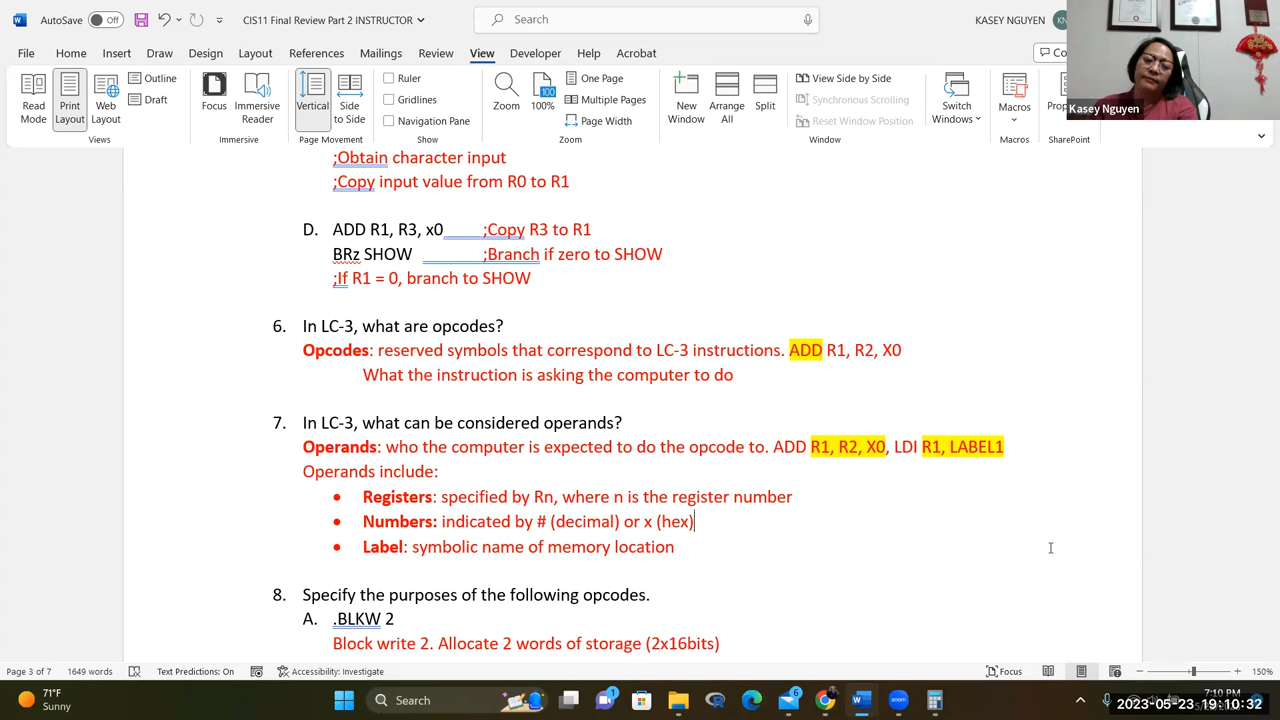 AutoSave Off CIS11 Final Review Part 2 INSTRUCTOR Search KASEY NGUYEN KN
File Home Insert Draw Design Layout References Mailings Review View Developer Help Acrobat
Read Mode Print Layout Web Layout Outline Draft Focus Immersive Reader Vertical Side to Side Ruler Gridlines Navigation Pane Zoom 100% One Page Multiple Pages Page Width New Window Arrange All Split View Side by Side Synchronous Scrolling Reset Window Position Switch Windows Macros
Views Immersive Page Movement Show Zoom Window Macros SharePoint
Kasey Nguyen
;Obtain character input
;Copy input value from R0 to R1
D. ADD R1, R3, x0 ;Copy R3 to R1
BRz SHOW ;Branch if zero to SHOW
;If R1 = 0, branch to SHOW
6. In LC-3, what are opcodes?
Opcodes: reserved symbols that correspond to LC-3 instructions. ADD R1, R2, X0
What the instruction is asking the computer to do
7. In LC-3, what can be considered operands?
Operands: who the computer is expected to do the opcode to. ADD R1, R2, X0, LDI R1, LABEL1
Operands include:
• Registers: specified by Rn, where n is the register number
• Numbers: indicated by # (decimal) or x (hex)
• Label: symbolic name of memory location
8. Specify the purposes of the following opcodes.
A. .BLKW 2
Block write 2. Allocate 2 words of storage (2x16bits)
Page 3 of 7 1649 words Text Predictions: On Accessibility: Investigate Focus 150%
71°F
Sunny
Search
7:10 PM
2023-05-23 19:10:32